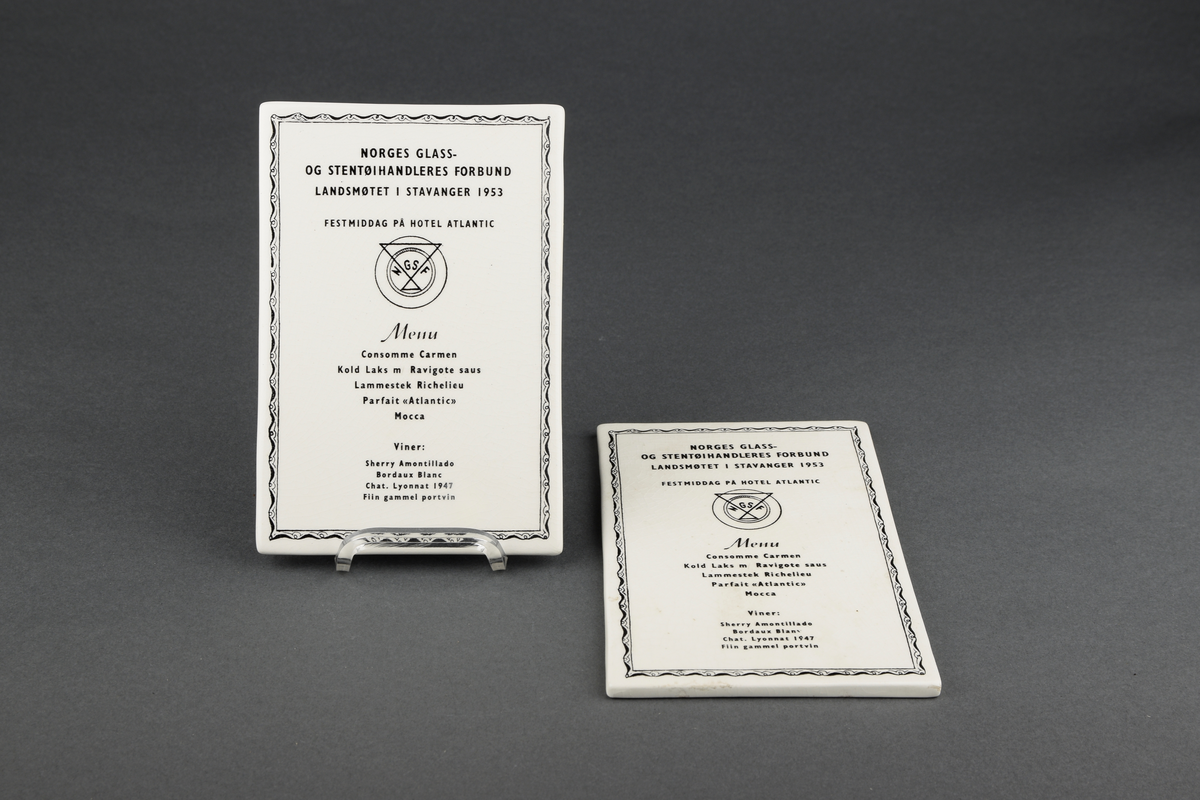 NORGES GLASS-
OG STENTØIHANDLERES FORBUND
LANDSMØTET I STAVANGER 1953
FESTMIDDAG PÅ HOTEL ATLANTIC
NGSF
Menu
Consomme Carmen
Kold Laks m Ravigote saus
Lammestek Richelieu
Parfait «Atlantic»
Mocca
Viner:
Sherry Amontillado
Bordaux Blanc
Chat. Lyonnat 1947
Fiin gammel portvin
NORGES GLASS-
OG STENTØIHANDLERES FORBUND
LANDSMØTET I STAVANGER 1953
FESTMIDDAG PÅ HOTEL ATLANTIC
NGSF
Menu
Consomme Carmen
Kold Laks m Ravigote saus
Lammestek Richelieu
Parfait «Atlantic»
Mocca
Viner:
Sherry Amontillado
Bordaux Blanc
Chat. Lyonnat 1947
Fiin gammel portvin